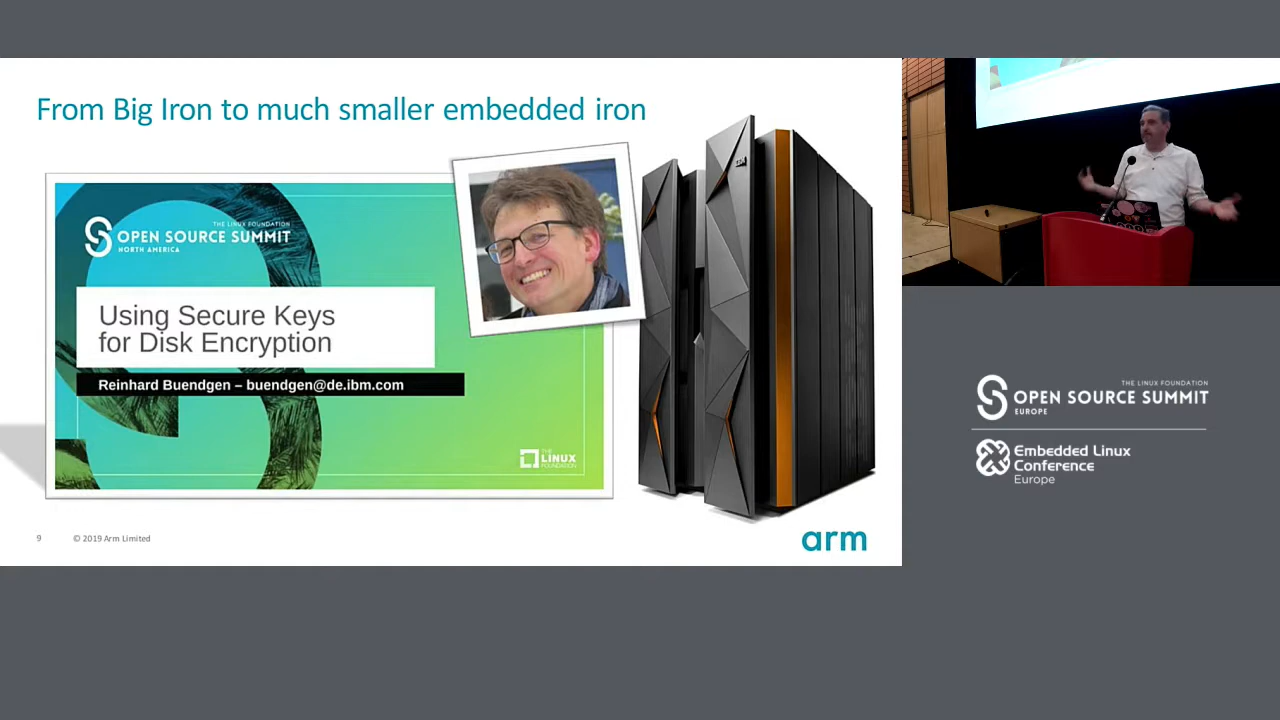 From Big Iron to much smaller embedded iron
THE LINUX FOUNDATION
OPEN SOURCE SUMMIT
NORTH AMERICA
Using Secure Keys
for Disk Encryption
Reinhard Buendgen – buendgen@de.ibm.com
THE
LINUX
FOUNDATION
IBM
9
© 2019 Arm Limited
arm
THE LINUX FOUNDATION
OPEN SOURCE SUMMIT
EUROPE
Embedded Linux
Conference
Europe